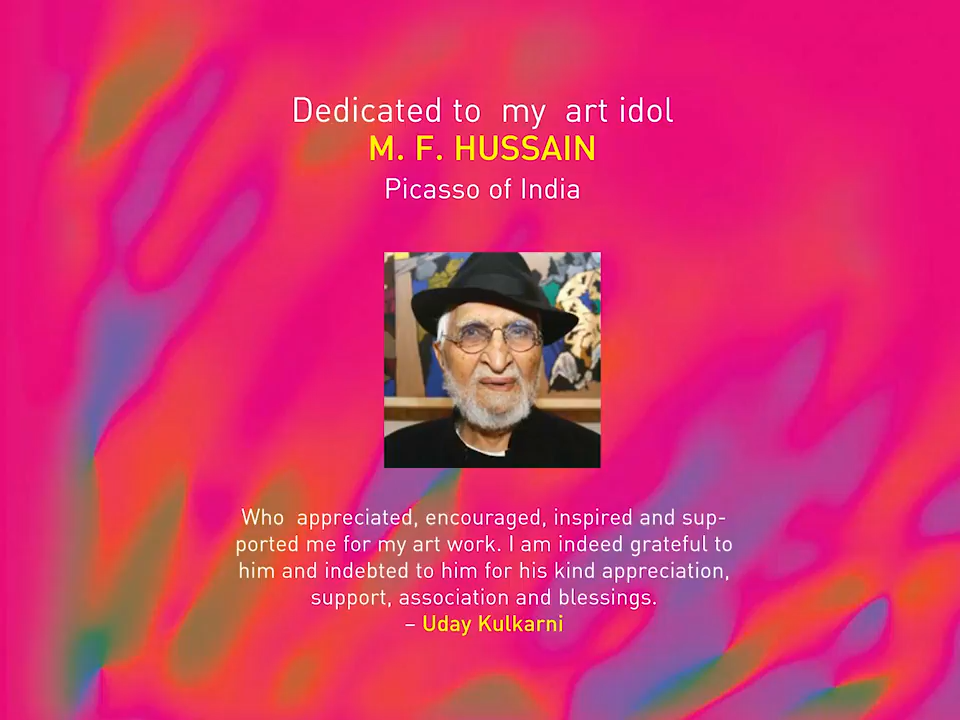 Dedicated to my art idol
M. F. HUSSAIN
Picasso of India
Who appreciated, encouraged, inspired and sup-
ported me for my art work. I am indeed grateful to
him and indebted to him for his kind appreciation,
support, association and blessings.
– Uday Kulkarni